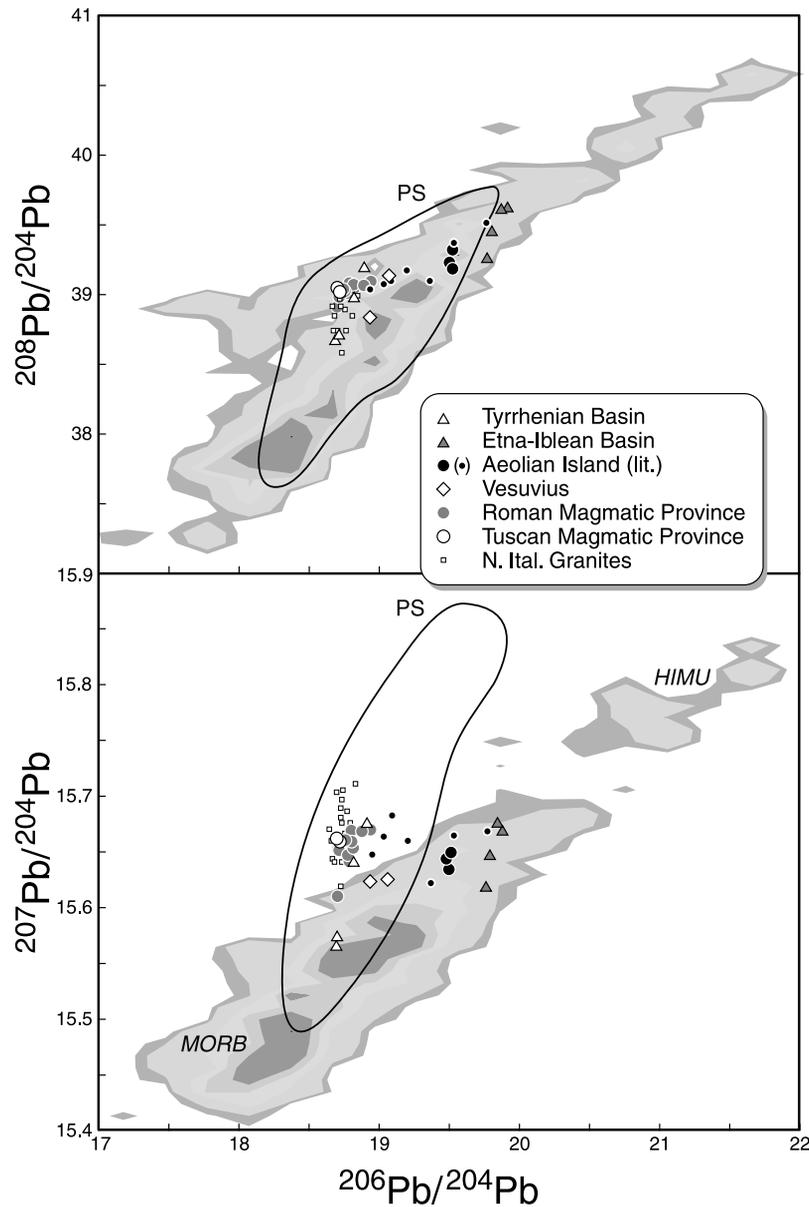 41
40
39
38
208Pb/204Pb
PS
Tyrrhenian Basin
Etna-Iblean Basin
(•) Aeolian Island (lit.)
Vesuvius
Roman Magmatic Province
Tuscan Magmatic Province
N. Ital. Granites
15.9
15.8
15.7
15.6
15.5
15.4
207Pb/204Pb
PS
HIMU
MORB
17
18
19
20
21
22
206Pb/204Pb